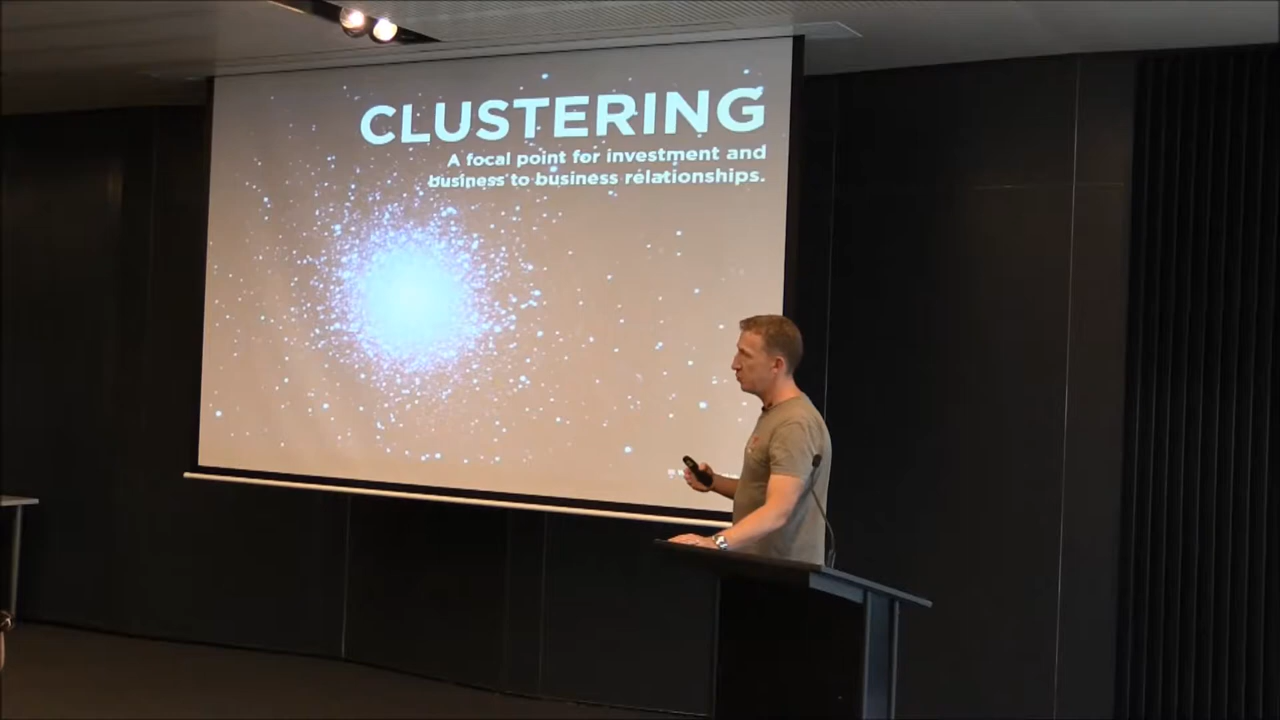 CLUSTERING
A focal point for investment and
business to business relationships.